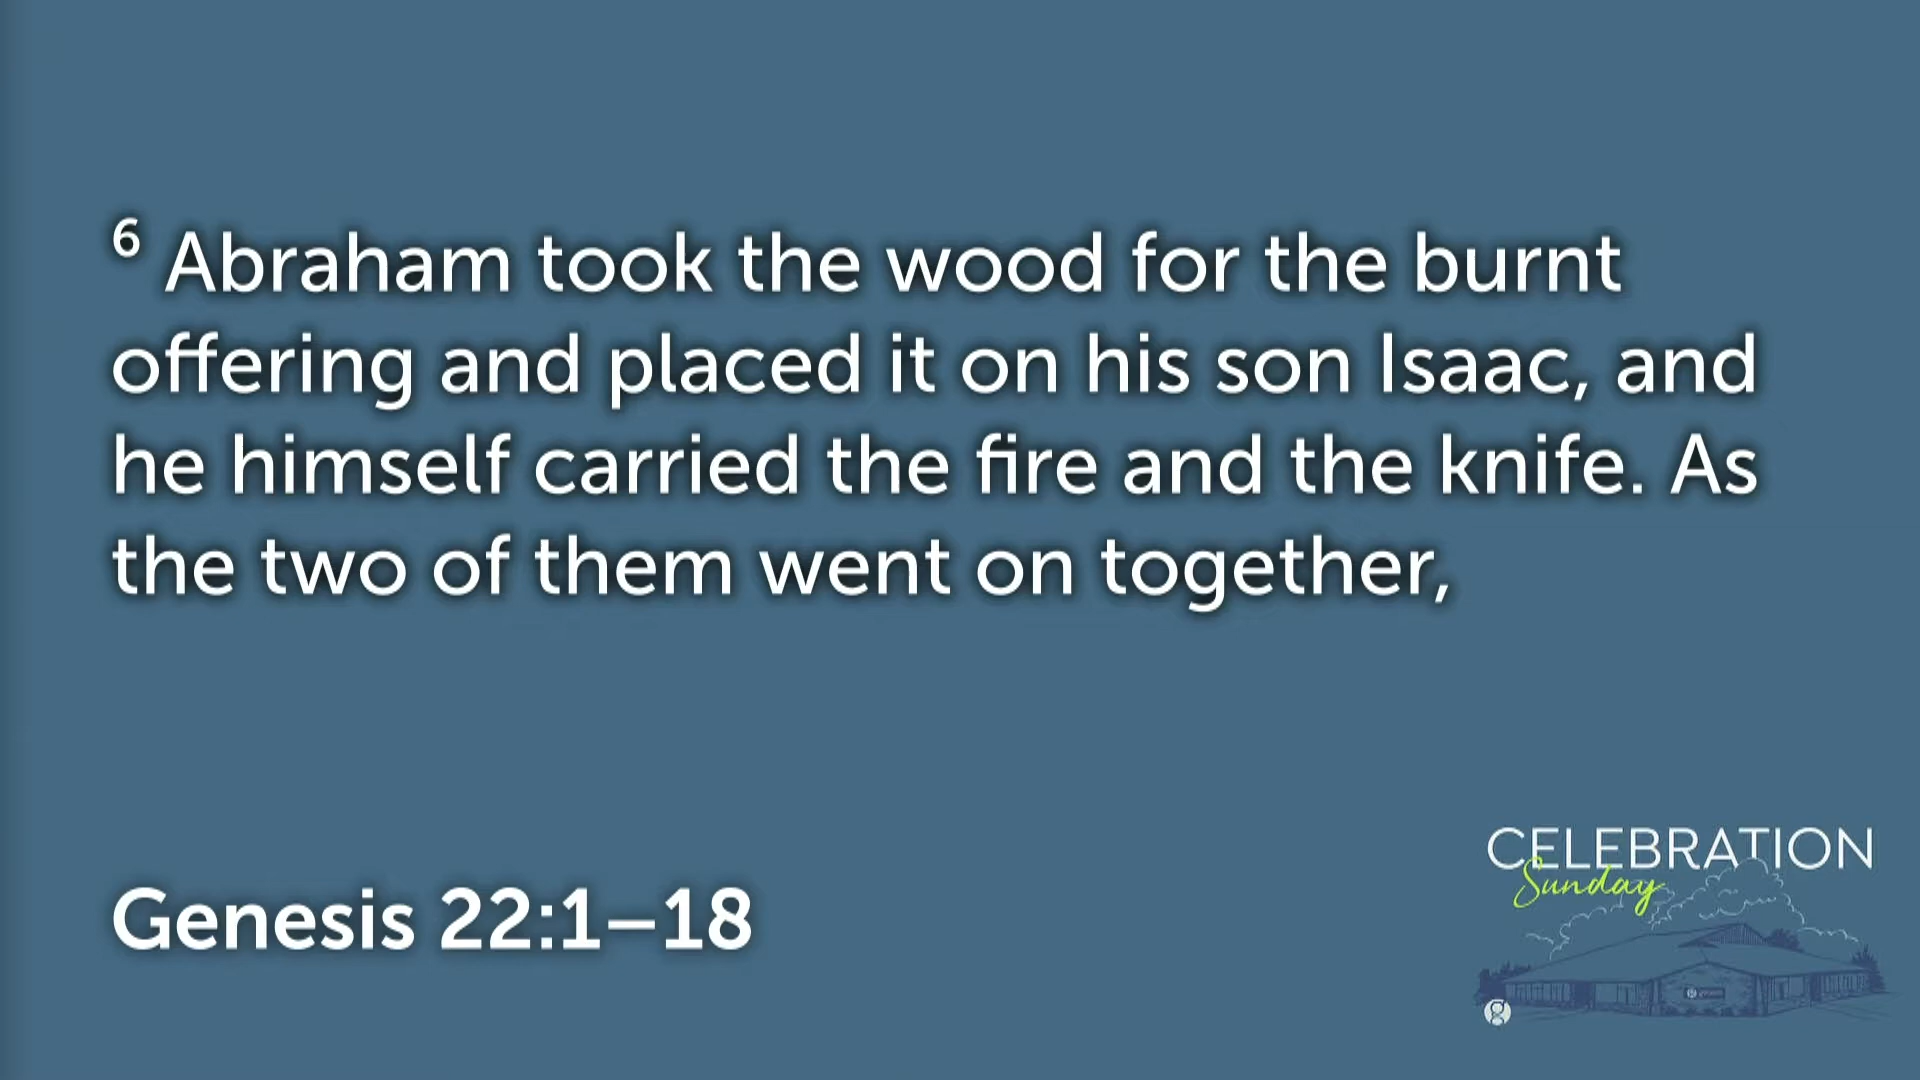 ⁶ Abraham took the wood for the burnt
offering and placed it on his son Isaac, and
he himself carried the fire and the knife. As
the two of them went on together,
Genesis 22:1–18
CELEBRATION
Sunday